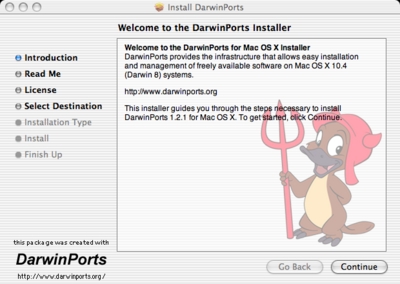 Install DarwinPorts
Welcome to the DarwinPorts Installer
Introduction
Read Me
License
Select Destination
Installation Type
Install
Finish Up
Welcome to the DarwinPorts for Mac OS X Installer
DarwinPorts provides the infrastructure that allows easy installation
and management of freely available software on Mac OS X 10.4
(Darwin 8) systems.
http://www.darwinports.org
This installer guides you through the steps necessary to install
DarwinPorts 1.2.1 for Mac OS X. To get started, click Continue.
this package was created with
DarwinPorts
http://www.darwinports.org/
Go Back
Continue